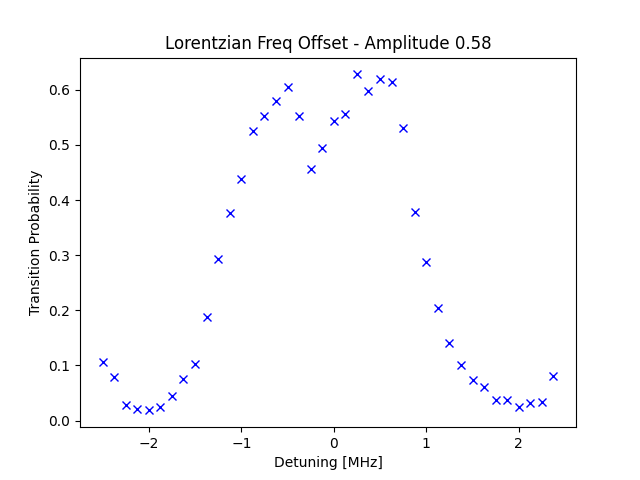 Lorentzian Freq Offset - Amplitude 0.58
Transition Probability
0.6
0.5
0.4
0.3
0.2
0.1
0.0
−2 −1 0 1 2
Detuning [MHz]